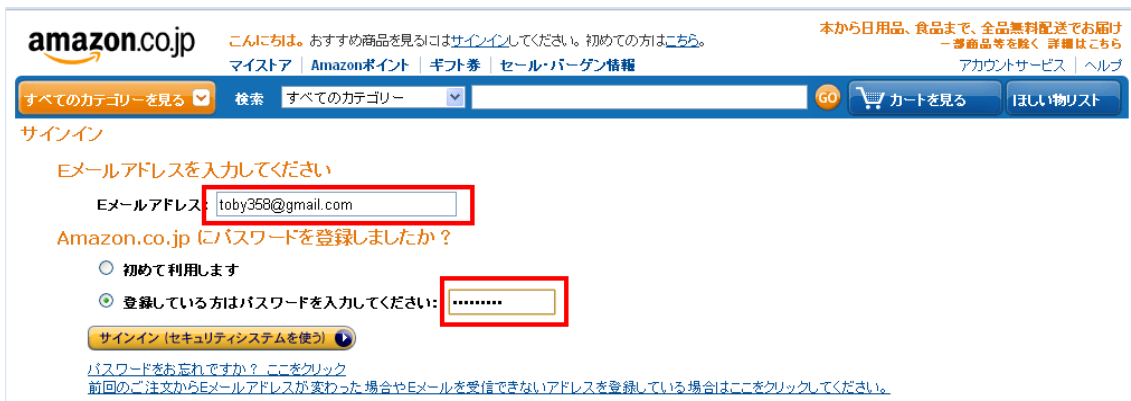 amazon.co.jp
こんにちは。おすすめ商品を見るにはサインインしてください。初めての方はこちら。
本から日用品、食品まで、全品無料配送でお届け
一部商品等を除く 詳細はこちら
マイストア | Amazonポイント | ギフト券 | セール・バーゲン情報
アカウントサービス | ヘルプ
すべてのカテゴリーを見る 検索 すべてのカテゴリー GO カートを見る ほしい物リスト
サインイン
Eメールアドレスを入力してください
Eメールアドレス: toby358@gmail.com
Amazon.co.jp にパスワードを登録しましたか?
初めて利用します
登録している方はパスワードを入力してください: •••••••••
サインイン (セキュリティシステムを使う)
パスワードをお忘れですか? ここをクリック
前回のご注文からEメールアドレスが変わった場合やEメールを受信できないアドレスを登録している場合はここをクリックしてください。